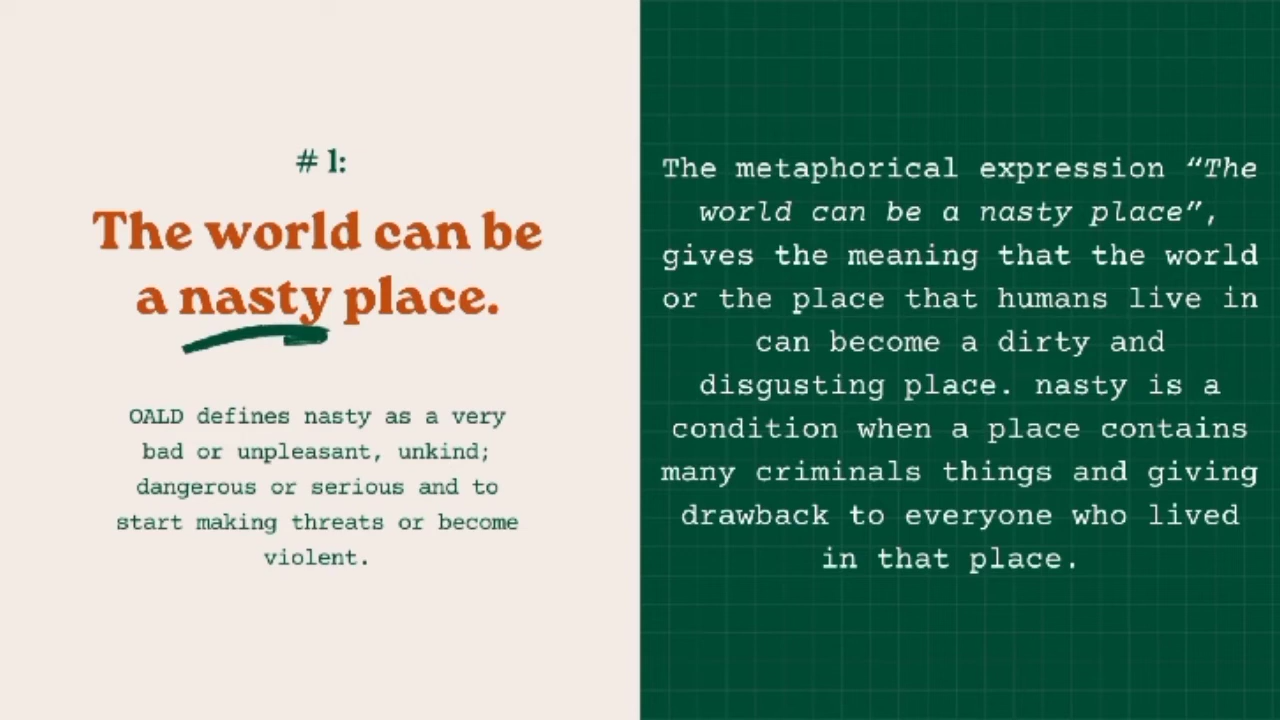 # 1:
The world can be
a nasty place.
OALD defines nasty as a very
bad or unpleasant, unkind;
dangerous or serious and to
start making threats or become
violent.
The metaphorical expression “The
world can be a nasty place”,
gives the meaning that the world
or the place that humans live in
can become a dirty and
disgusting place. nasty is a
condition when a place contains
many criminals things and giving
drawback to everyone who lived
in that place.